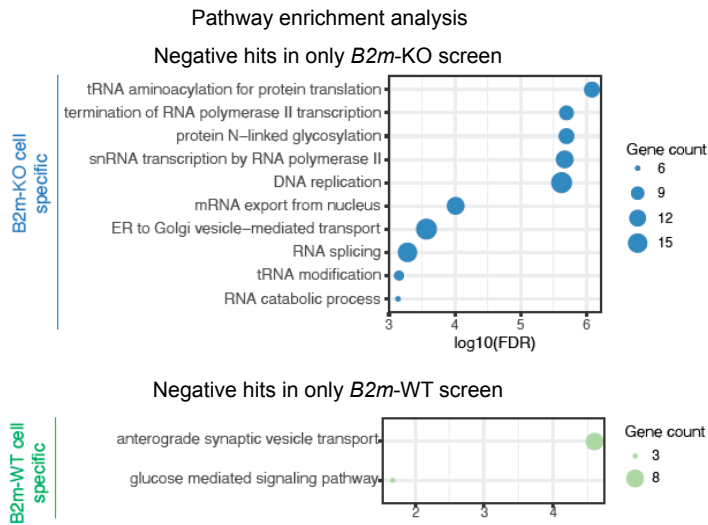 Pathway enrichment analysis
Negative hits in only B2m-KO screen
B2m-KO cell
specific
tRNA aminoacylation for protein translation
termination of RNA polymerase II transcription
protein N−linked glycosylation
snRNA transcription by RNA polymerase II
DNA replication
mRNA export from nucleus
ER to Golgi vesicle−mediated transport
RNA splicing
tRNA modification
RNA catabolic process
3 4 5 6
log10(FDR)
Gene count
6
9
12
15
Negative hits in only B2m-WT screen
B2m-WT cell
specific
anterograde synaptic vesicle transport
glucose mediated signaling pathway
2 3 4
Gene count
3
8